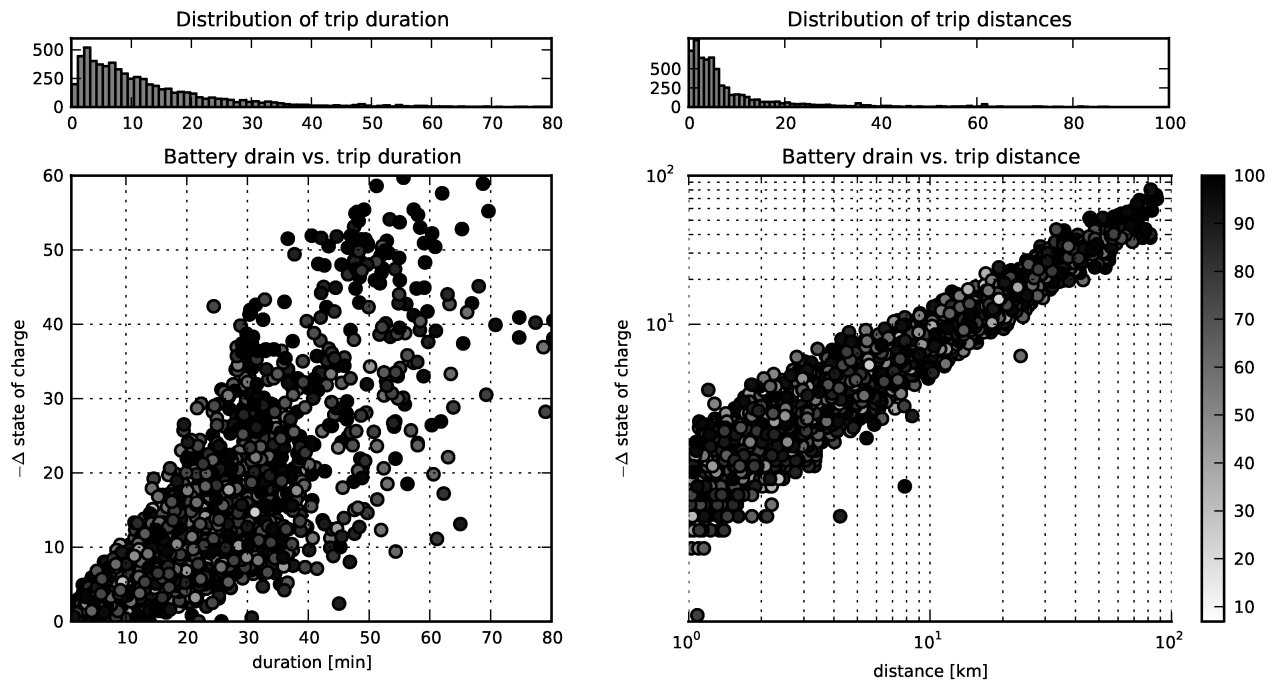 Distribution of trip duration
500
250
0
0 10 20 30 40 50 60 70 80
Distribution of trip distances
500
250
0
0 20 40 60 80 100
Battery drain vs. trip duration
60
50
40
30
20
10
0
−Δ state of charge
10 20 30 40 50 60 70 80
duration [min]
Battery drain vs. trip distance
10²
10¹
−Δ state of charge
10⁰ 10¹ 10²
distance [km]
100
90
80
70
60
50
40
30
20
10